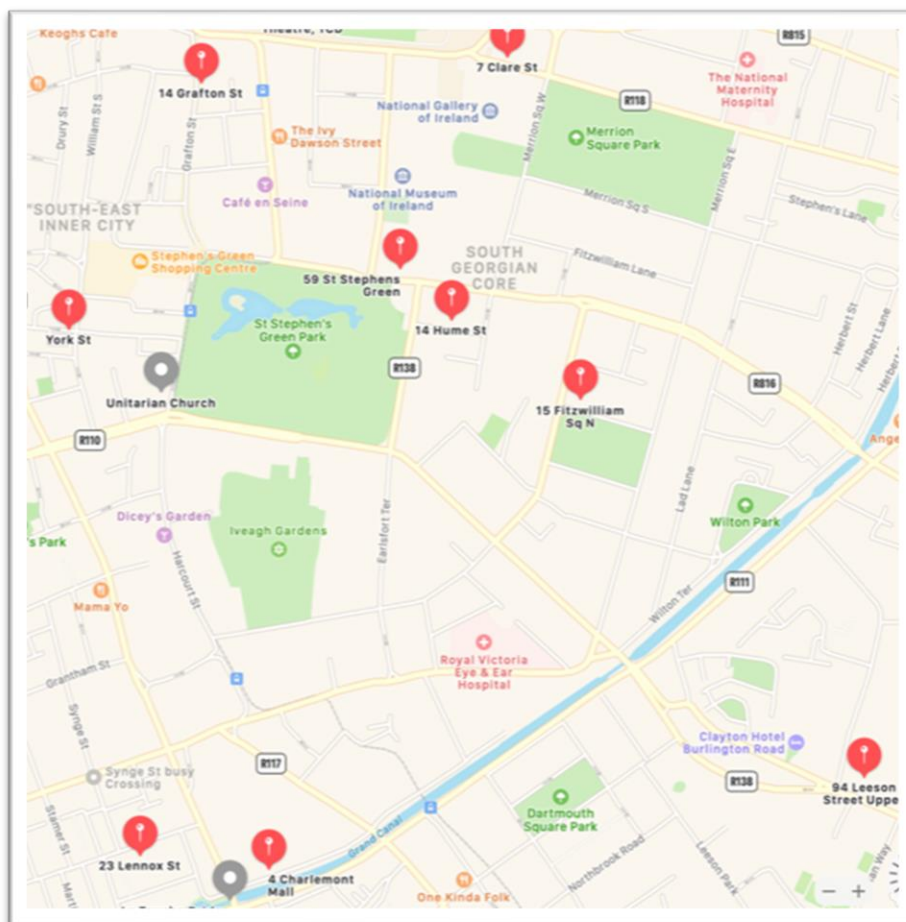 Keoghs Cafe
Theatre, TCD
R815
14 Grafton St
7 Clare St
The National
Maternity
Hospital
R118
National Gallery
of Ireland
Merrion
Square Park
Merrion Sq W
Drury St
William St S
Grafton St
The Ivy
Dawson Street
Merrion Sq E
National Museum
of Ireland
Café en Seine
Merrion Sq S
Stephen's Lane
"SOUTH-EAST
INNER CITY
Stephen's Green
Shopping Centre
59 St Stephens
Green
SOUTH
GEORGIAN
CORE
Fitzwilliam Lane
14 Hume St
York St
St Stephen's
Green Park
Herbert St
Herbert Lane
Herbert
R138
Unitarian Church
R816
15 Fitzwilliam
Sq N
R110
Ange
Lad Lane
Dicey's Garden
Iveagh Gardens
Earlsfort Ter
Wilton Park
's Park
Harcourt St
Mama Yo
R111
Wilton Ter
Royal Victoria
Eye & Ear
Hospital
Grantham St
Synge St
Clayton Hotel
Burlington Road
R117
Synge St busy
Crossing
R138
94 Leeson
Street Uppe
Stamer St
Dartmouth
Square Park
Grand Canal
23 Lennox St
4 Charlemont
Mall
Northbrook Road
Leeson Park
an Way
Mart
One Kinda Folk
− +